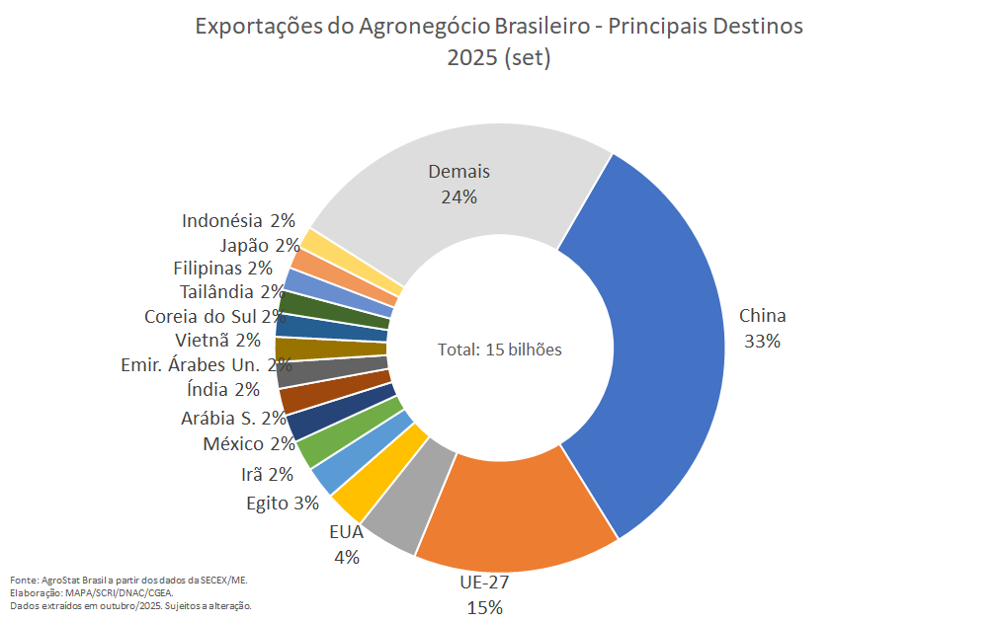 Exportações do Agronegócio Brasileiro - Principais Destinos
2025 (set)
Demais
24%
Indonésia 2%
Japão 2%
Filipinas 2%
Tailândia 2%
Coreia do Sul 2%
Vietnã 2%
Emir. Árabes Un. 2%
Índia 2%
Arábia S. 2%
México 2%
Irã 2%
Egito 3%
EUA
4%
UE-27
15%
China
33%
Total: 15 bilhões
Fonte: AgroStat Brasil a partir dos dados da SECEX/ME.
Elaboração: MAPA/SCRI/DNAC/CGEA.
Dados extraídos em outubro/2025. Sujeitos a alteração.